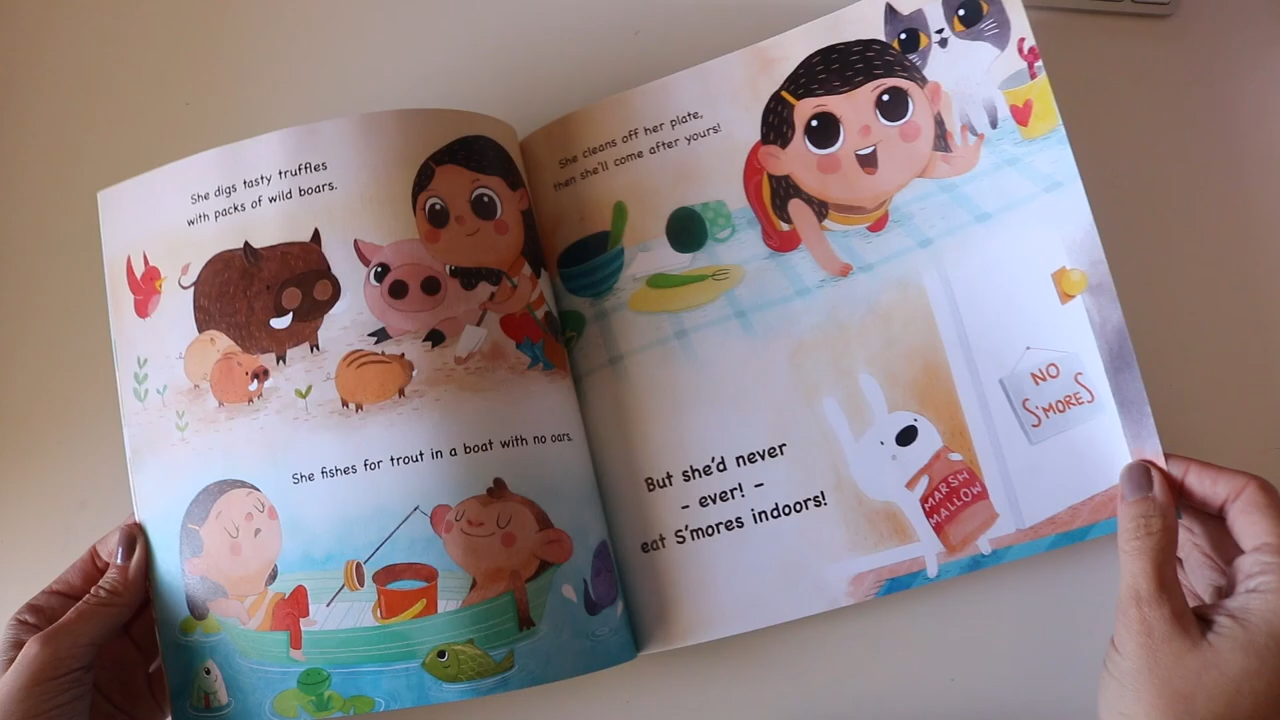 She digs tasty truffles
with packs of wild boars.
She fishes for trout in a boat with no oars.
She cleans off her plate,
then she'll come after yours!
But she'd never
– ever! –
eat S'mores indoors!
NO
S'MORES
MARSH
MALLOW